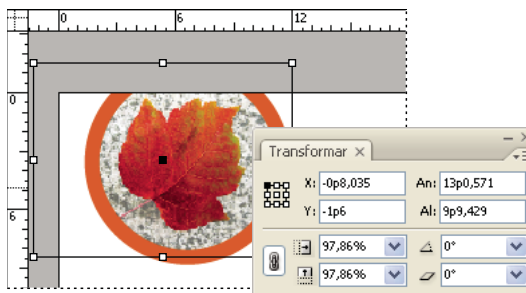 0 6 12
0
6
Transformar ×
X: -0p8,035 An: 13p0,571
Y: -1p6 Al: 9p9,429
97,86% 0°
97,86% 0°